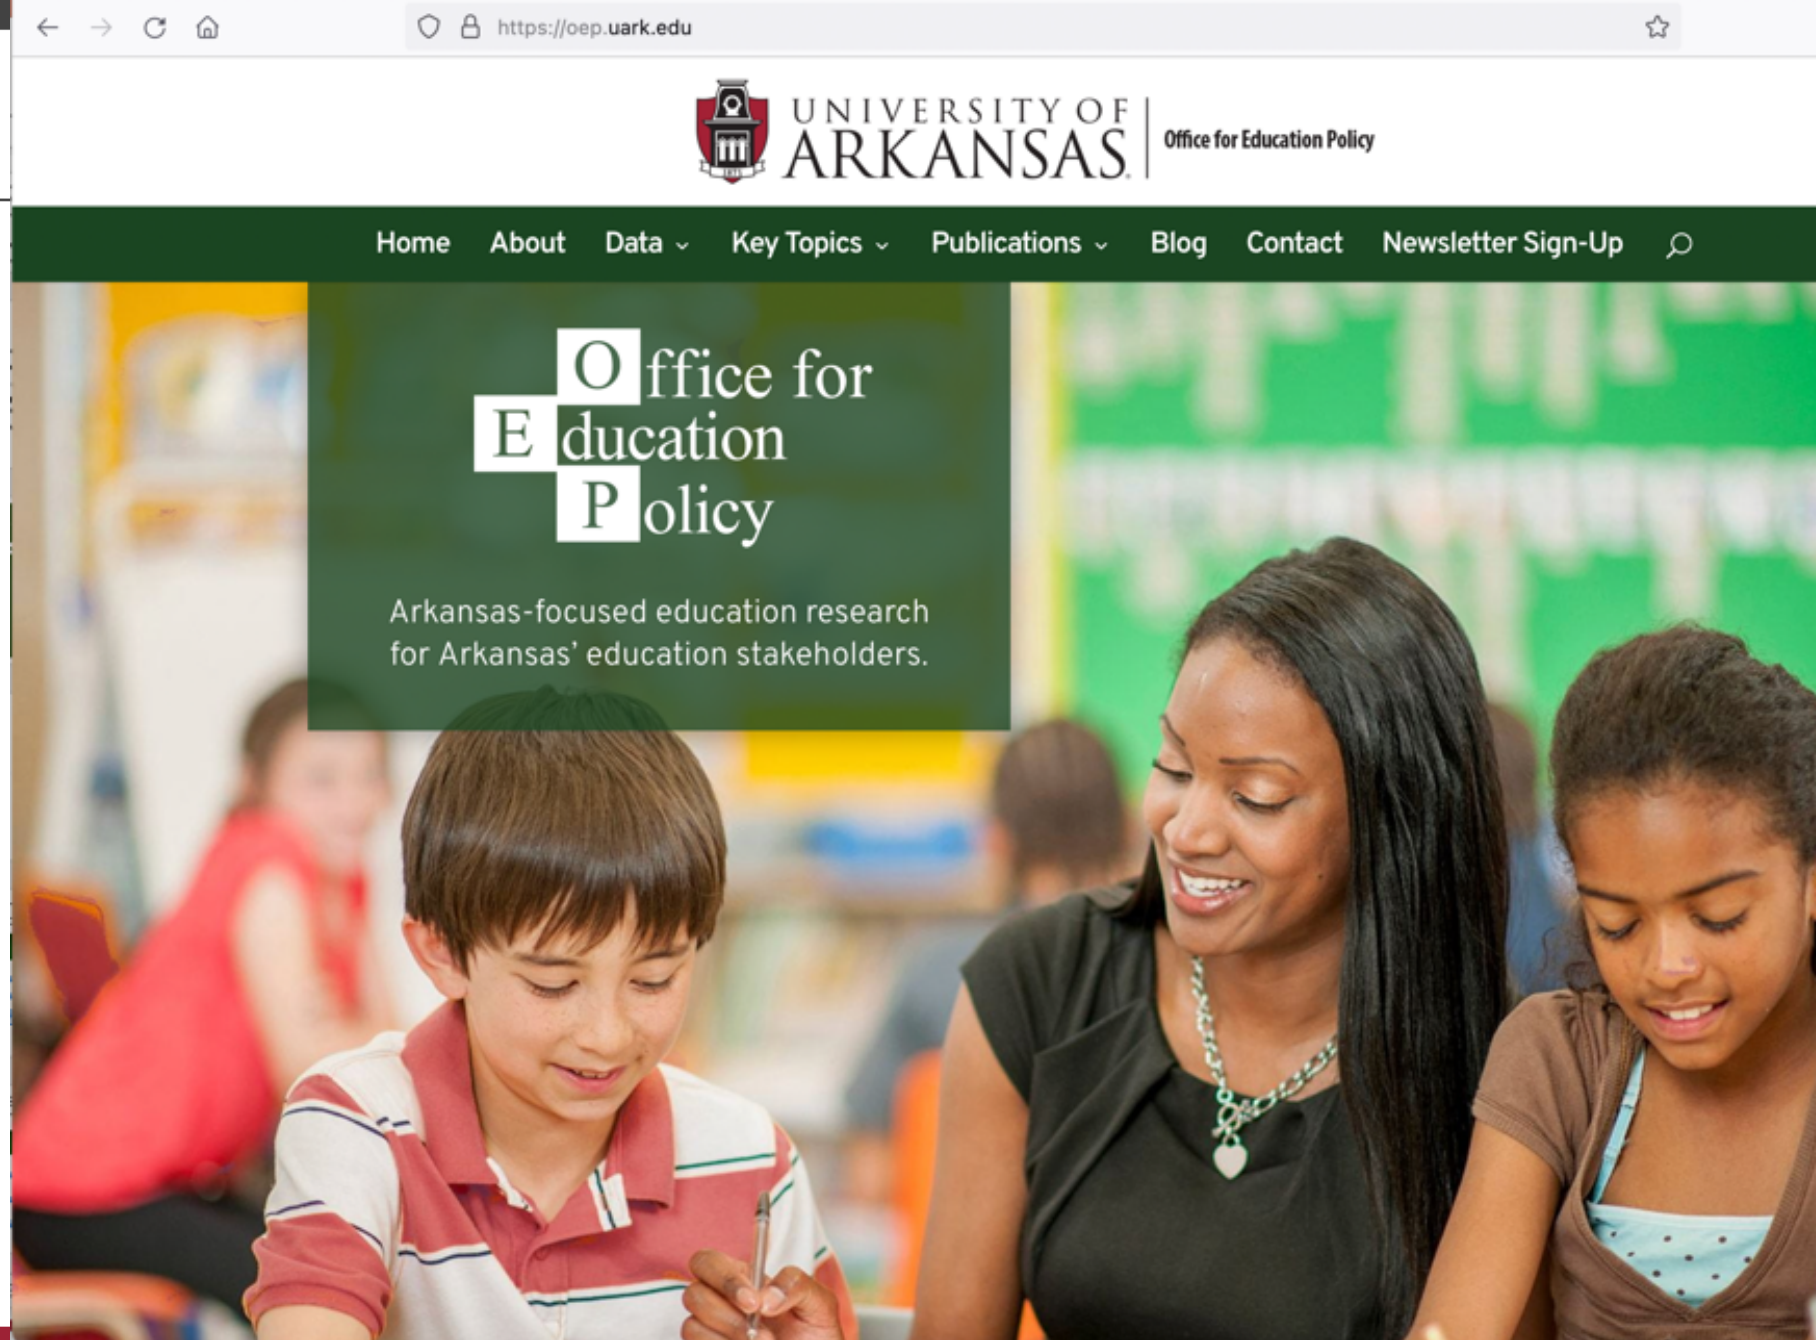 https://oep.uark.edu
UNIVERSITY OF
ARKANSAS
Office for Education Policy
1871
Home About Data Key Topics Publications Blog Contact Newsletter Sign-Up
Office for
Education
Policy
Arkansas-focused education research
for Arkansas’ education stakeholders.